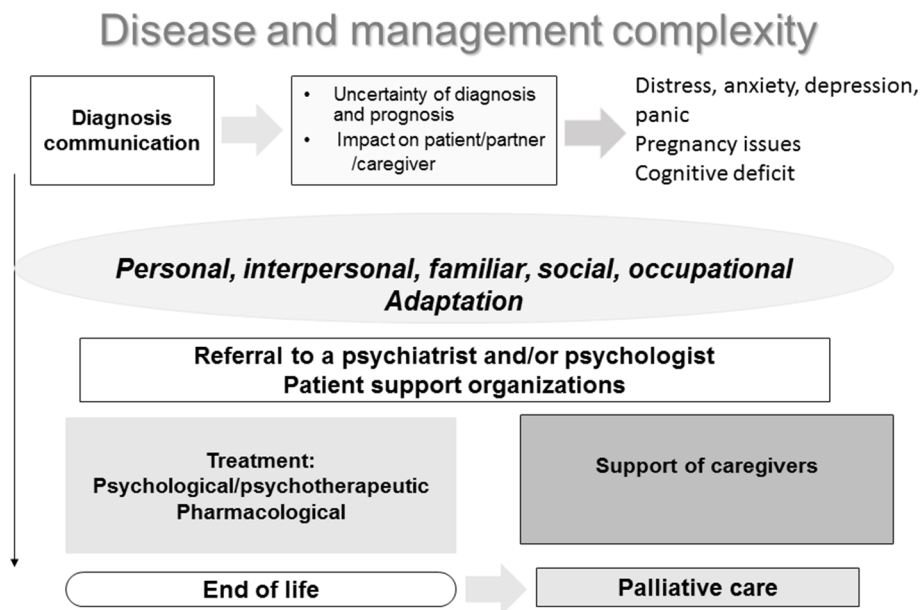 Disease and management complexity
Diagnosis
communication
• Uncertainty of diagnosis
and prognosis
• Impact on patient/partner
/caregiver
Distress, anxiety, depression,
panic
Pregnancy issues
Cognitive deficit
Personal, interpersonal, familiar, social, occupational
Adaptation
Referral to a psychiatrist and/or psychologist
Patient support organizations
Treatment:
Psychological/psychotherapeutic
Pharmacological
Support of caregivers
End of life
Palliative care